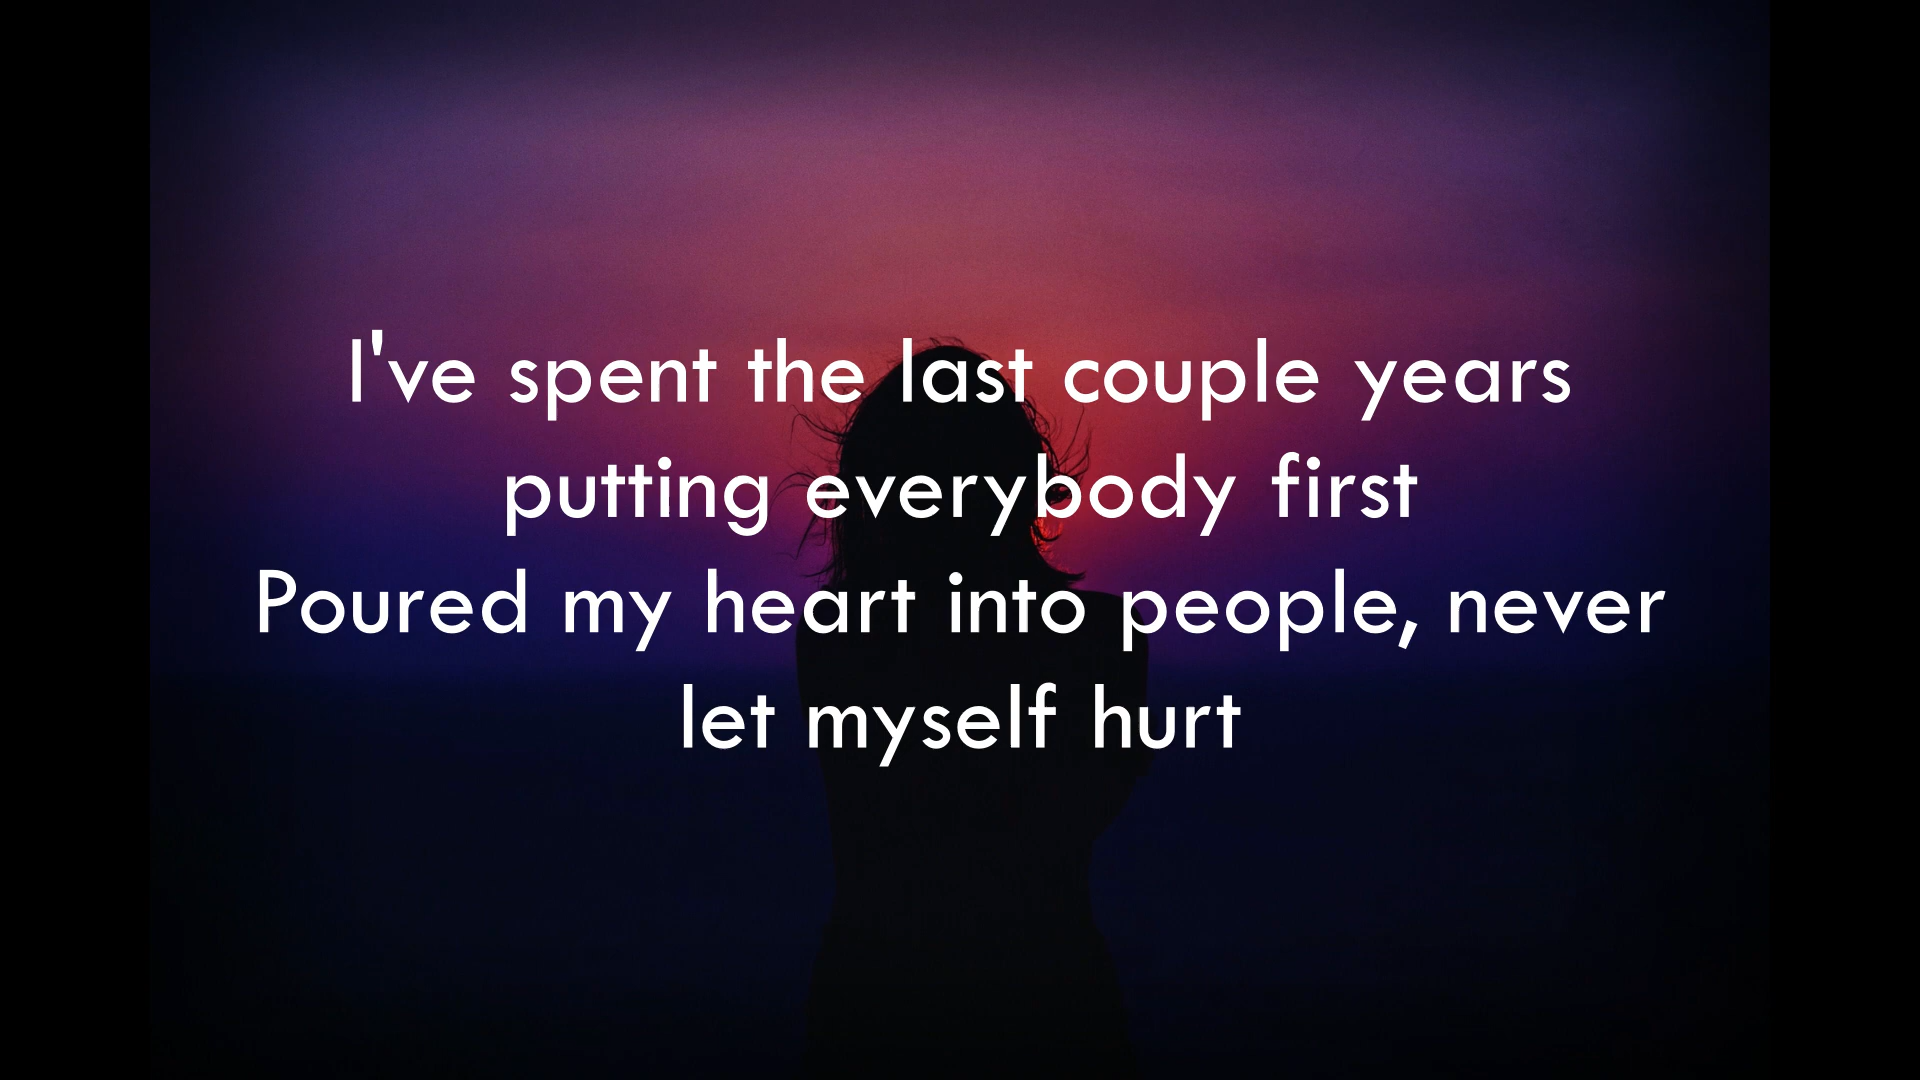 I've spent the last couple years
putting everybody first
Poured my heart into people, never
let myself hurt